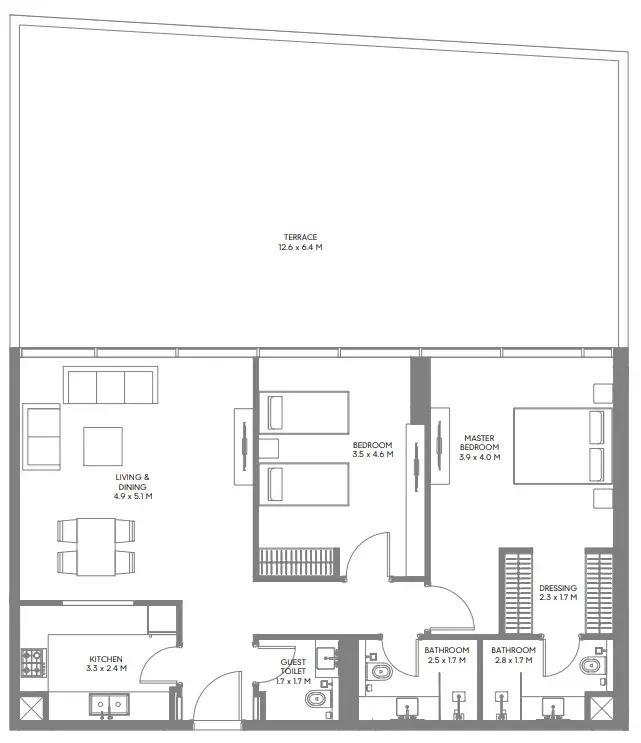 TERRACE
12.6 x 6.4 M
LIVING &
DINING
4.9 x 5.1 M
BEDROOM
3.5 x 4.6 M
MASTER
BEDROOM
3.9 x 4.0 M
DRESSING
2.3 x 1.7 M
KITCHEN
3.3 x 2.4 M
GUEST
TOILET
1.7 x 1.7 M
BATHROOM
2.5 x 1.7 M
BATHROOM
2.8 x 1.7 M